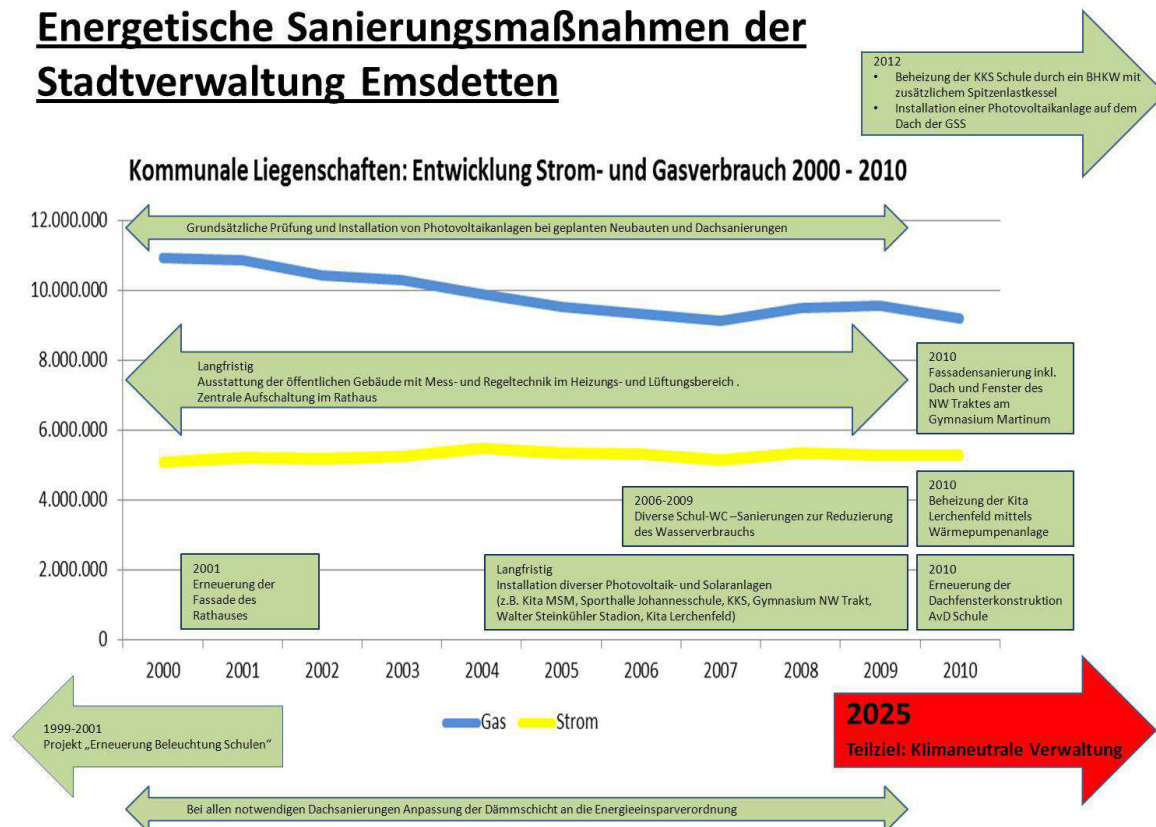 Energetische Sanierungsmaßnahmen der
Stadtverwaltung Emsdetten
2012
• Beheizung der KKS Schule durch ein BHKW mit
zusätzlichem Spitzenlastkessel
• Installation einer Photovoltaikanlage auf dem
Dach der GSS
Kommunale Liegenschaften: Entwicklung Strom- und Gasverbrauch 2000 - 2010
12.000.000
10.000.000
8.000.000
6.000.000
4.000.000
2.000.000
0
Grundsätzliche Prüfung und Installation von Photovoltaikanlagen bei geplanten Neubauten und Dachsanierungen
Langfristig
Ausstattung der öffentlichen Gebäude mit Mess- und Regeltechnik im Heizungs- und Lüftungsbereich .
Zentrale Aufschaltung im Rathaus
2010
Fassadensanierung inkl.
Dach und Fenster des
NW Traktes am
Gymnasium Martinum
2006-2009
Diverse Schul-WC –Sanierungen zur Reduzierung
des Wasserverbrauchs
2010
Beheizung der Kita
Lerchenfeld mittels
Wärmepumpenanlage
2001
Erneuerung der
Fassade des
Rathauses
Langfristig
Installation diverser Photovoltaik- und Solaranlagen
(z.B. Kita MSM, Sporthalle Johannesschule, KKS, Gymnasium NW Trakt,
Walter Steinkühler Stadion, Kita Lerchenfeld)
2010
Erneuerung der
Dachfensterkonstruktion
AvD Schule
2000 2001 2002 2003 2004 2005 2006 2007 2008 2009 2010
1999-2001
Projekt „Erneuerung Beleuchtung Schulen“
Gas Strom
2025
Teilziel: Klimaneutrale Verwaltung
Bei allen notwendigen Dachsanierungen Anpassung der Dämmschicht an die Energieeinsparverordnung